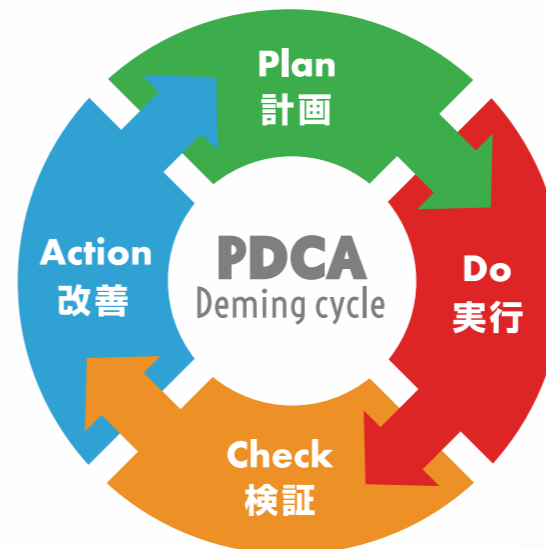 Plan
計画
Do
実行
Check
検証
Action
改善
PDCA
Deming cycle